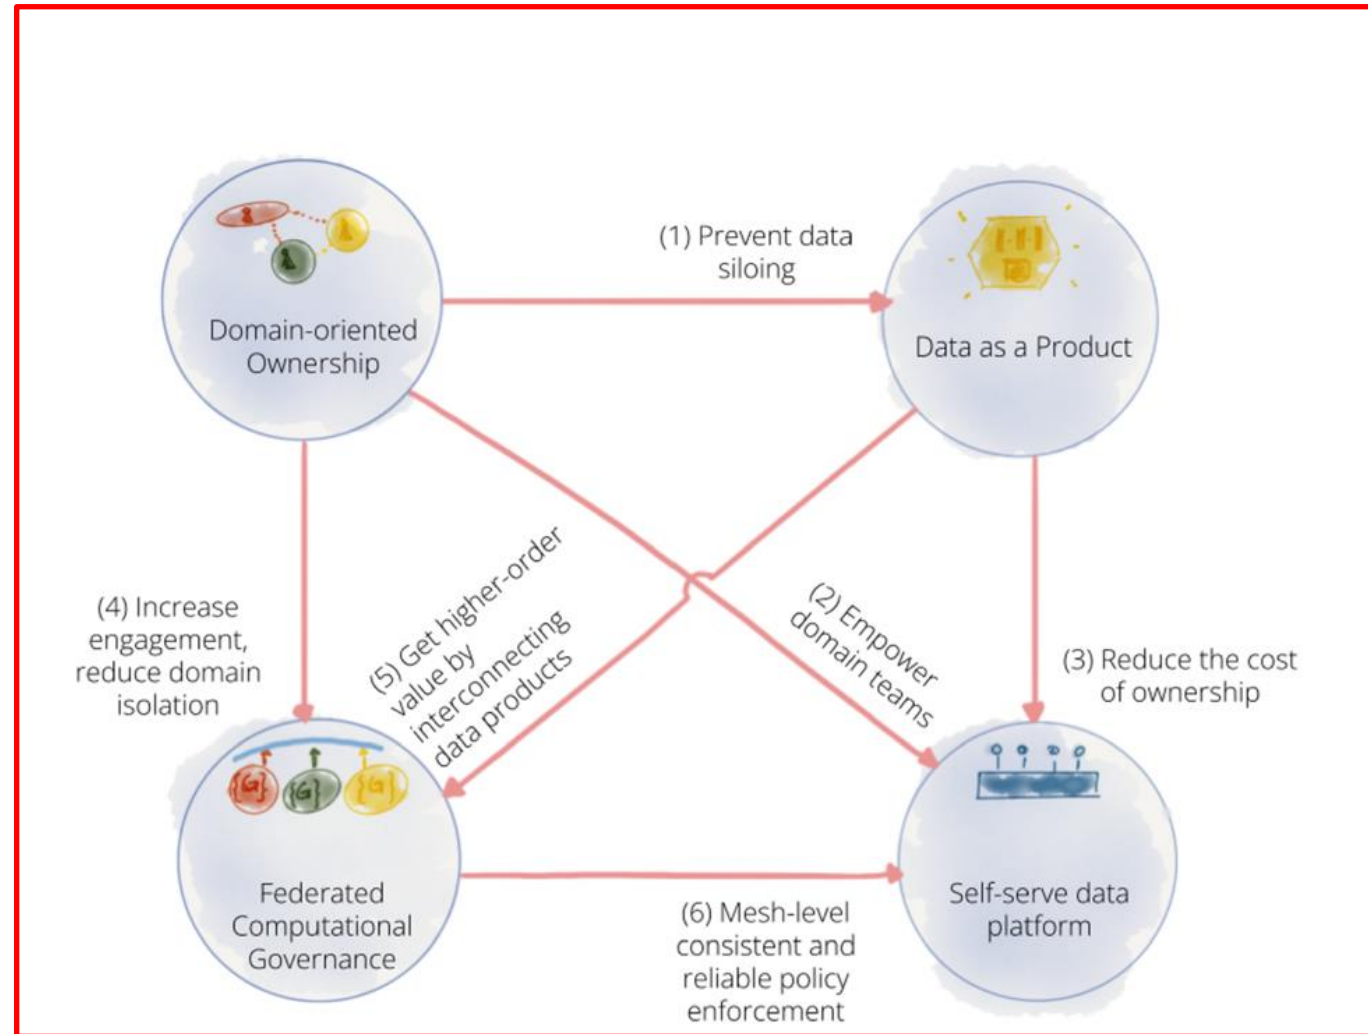 (1) Prevent data
siloing
Domain-oriented
Ownership
Data as a Product
(4) Increase
engagement,
reduce domain
isolation
(5) Get higher-order
value by
interconnecting
data products
(2) Empower
domain teams
(3) Reduce the cost
of ownership
{G}
{G}
{G}
Federated
Computational
Governance
(6) Mesh-level
consistent and
reliable policy
enforcement
Self-serve data
platform